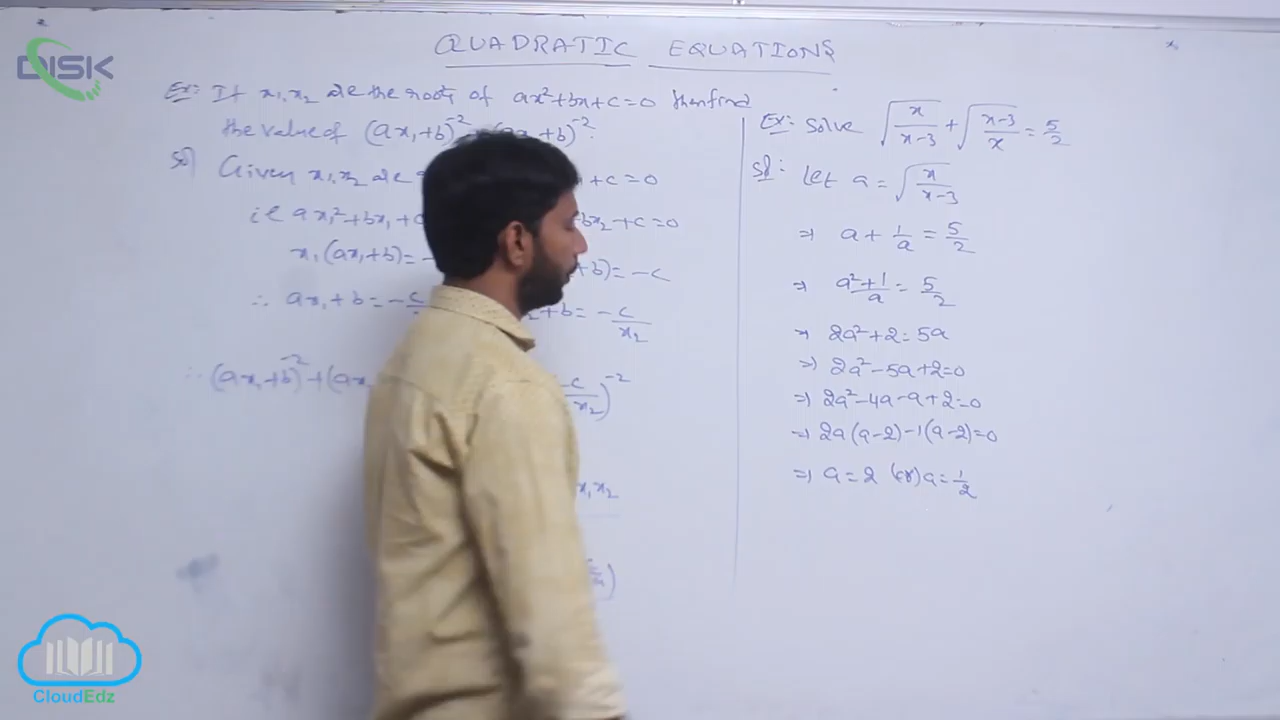 QUADRATIC EQUATIONS
DISK
Ex:- If x₁, x₂ are the roots of ax²+bx+c=0 then find
the value of (ax₁+b)⁻² (ax₂+b)⁻².
Sol Given x₁, x₂ are +c=0
i.e ax₁²+bx₁+c bx₂+c=0
x₁(ax₁+b)=- +b)=-c
∴ ax₁+b=-c/ +b=-c/x₂
∴ (ax₁+b)⁻²+(ax c/x₂)⁻²
x₁x₂
Ex:- Solve √(x/(x-3)) + √((x-3)/x) = 5/2
Sol: Let a = √(x/(x-3))
⇒ a + 1/a = 5/2
⇒ (a²+1)/a = 5/2
⇒ 2a²+2=5a
⇒ 2a²-5a+2=0
⇒ 2a²-4a-a+2=0
⇒ 2a(a-2)-1(a-2)=0
⇒ a=2 (or) a=1/2
CloudEdz